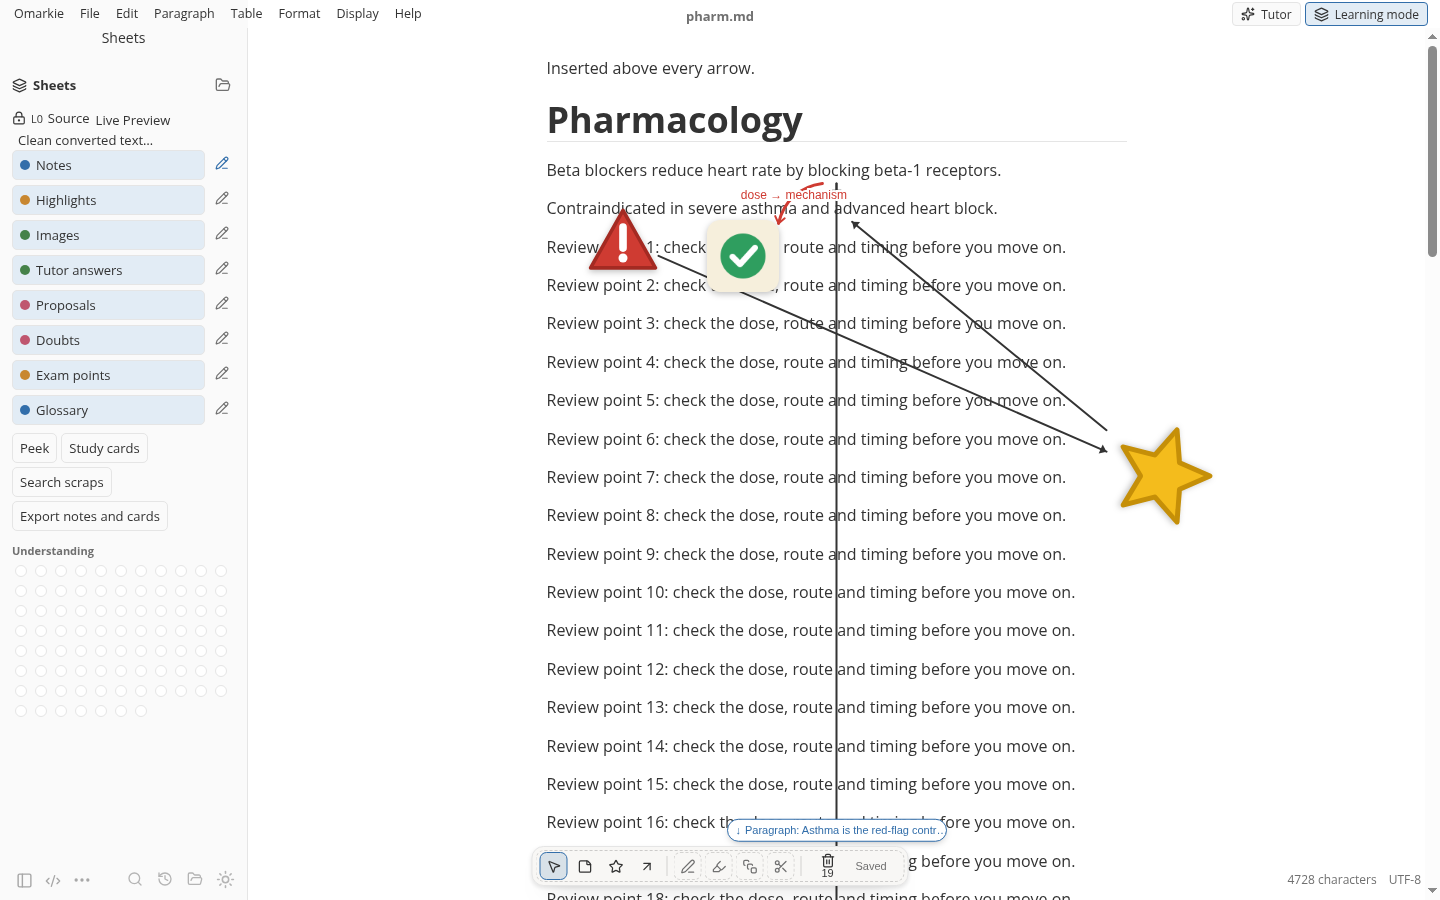 Omarkie File Edit Paragraph Table Format Display Help
pharm.md
Tutor
Learning mode
Sheets
Sheets
L0 Source Live Preview
Clean converted text...
Notes
Highlights
Images
Tutor answers
Proposals
Doubts
Exam points
Glossary
Peek
Study cards
Search scraps
Export notes and cards
Understanding
Inserted above every arrow.
Pharmacology
Beta blockers reduce heart rate by blocking beta-1 receptors.
dose → mechanism
Contraindicated in severe asthma and advanced heart block.
Review 1: check route and timing before you move on.
Review point 2: check route and timing before you move on.
Review point 3: check the dose, route and timing before you move on.
Review point 4: check the dose, route and timing before you move on.
Review point 5: check the dose, route and timing before you move on.
Review point 6: check the dose, route and timing before you move on.
Review point 7: check the dose, route and timing before you move on.
Review point 8: check the dose, route and timing before you move on.
Review point 9: check the dose, route and timing before you move on.
Review point 10: check the dose, route and timing before you move on.
Review point 11: check the dose, route and timing before you move on.
Review point 12: check the dose, route and timing before you move on.
Review point 13: check the dose, route and timing before you move on.
Review point 14: check the dose, route and timing before you move on.
Review point 15: check the dose, route and timing before you move on.
Review point 16: check before you move on.
↓ Paragraph: Asthma is the red-flag contr...
before you move on.
19
Saved
Review point 18: check the dose, route and timing before you move on.
4728 characters UTF-8